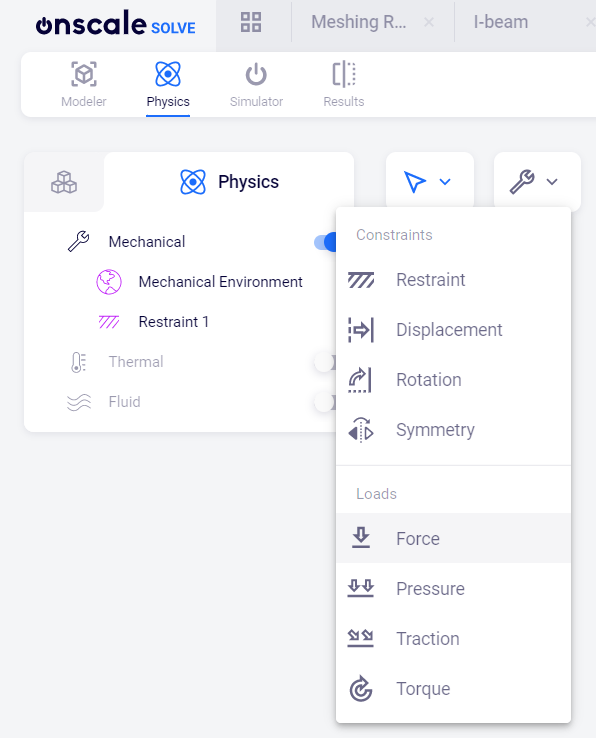 onscale SOLVE
Meshing R...
I-beam
Modeler
Physics
Simulator
Results
Physics
Mechanical
Mechanical Environment
Restraint 1
Thermal
Fluid
Constraints
Restraint
Displacement
Rotation
Symmetry
Loads
Force
Pressure
Traction
Torque